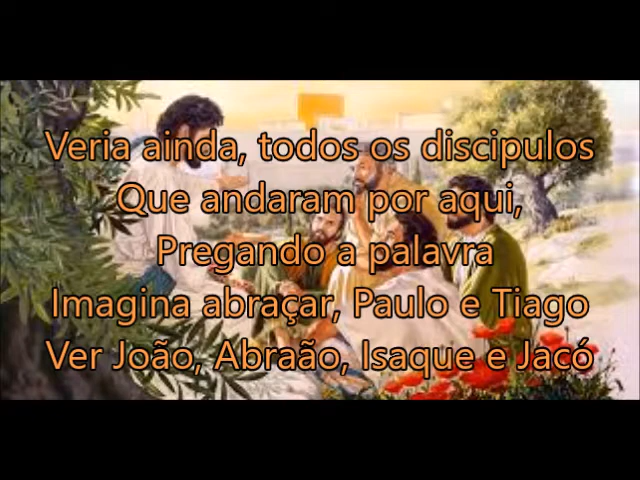 Veria ainda, todos os discipulos
Que andaram por aqui,
Pregando a palavra
Imagina abraçar, Paulo e Tiago
Ver João, Abraão, Isaque e Jacó